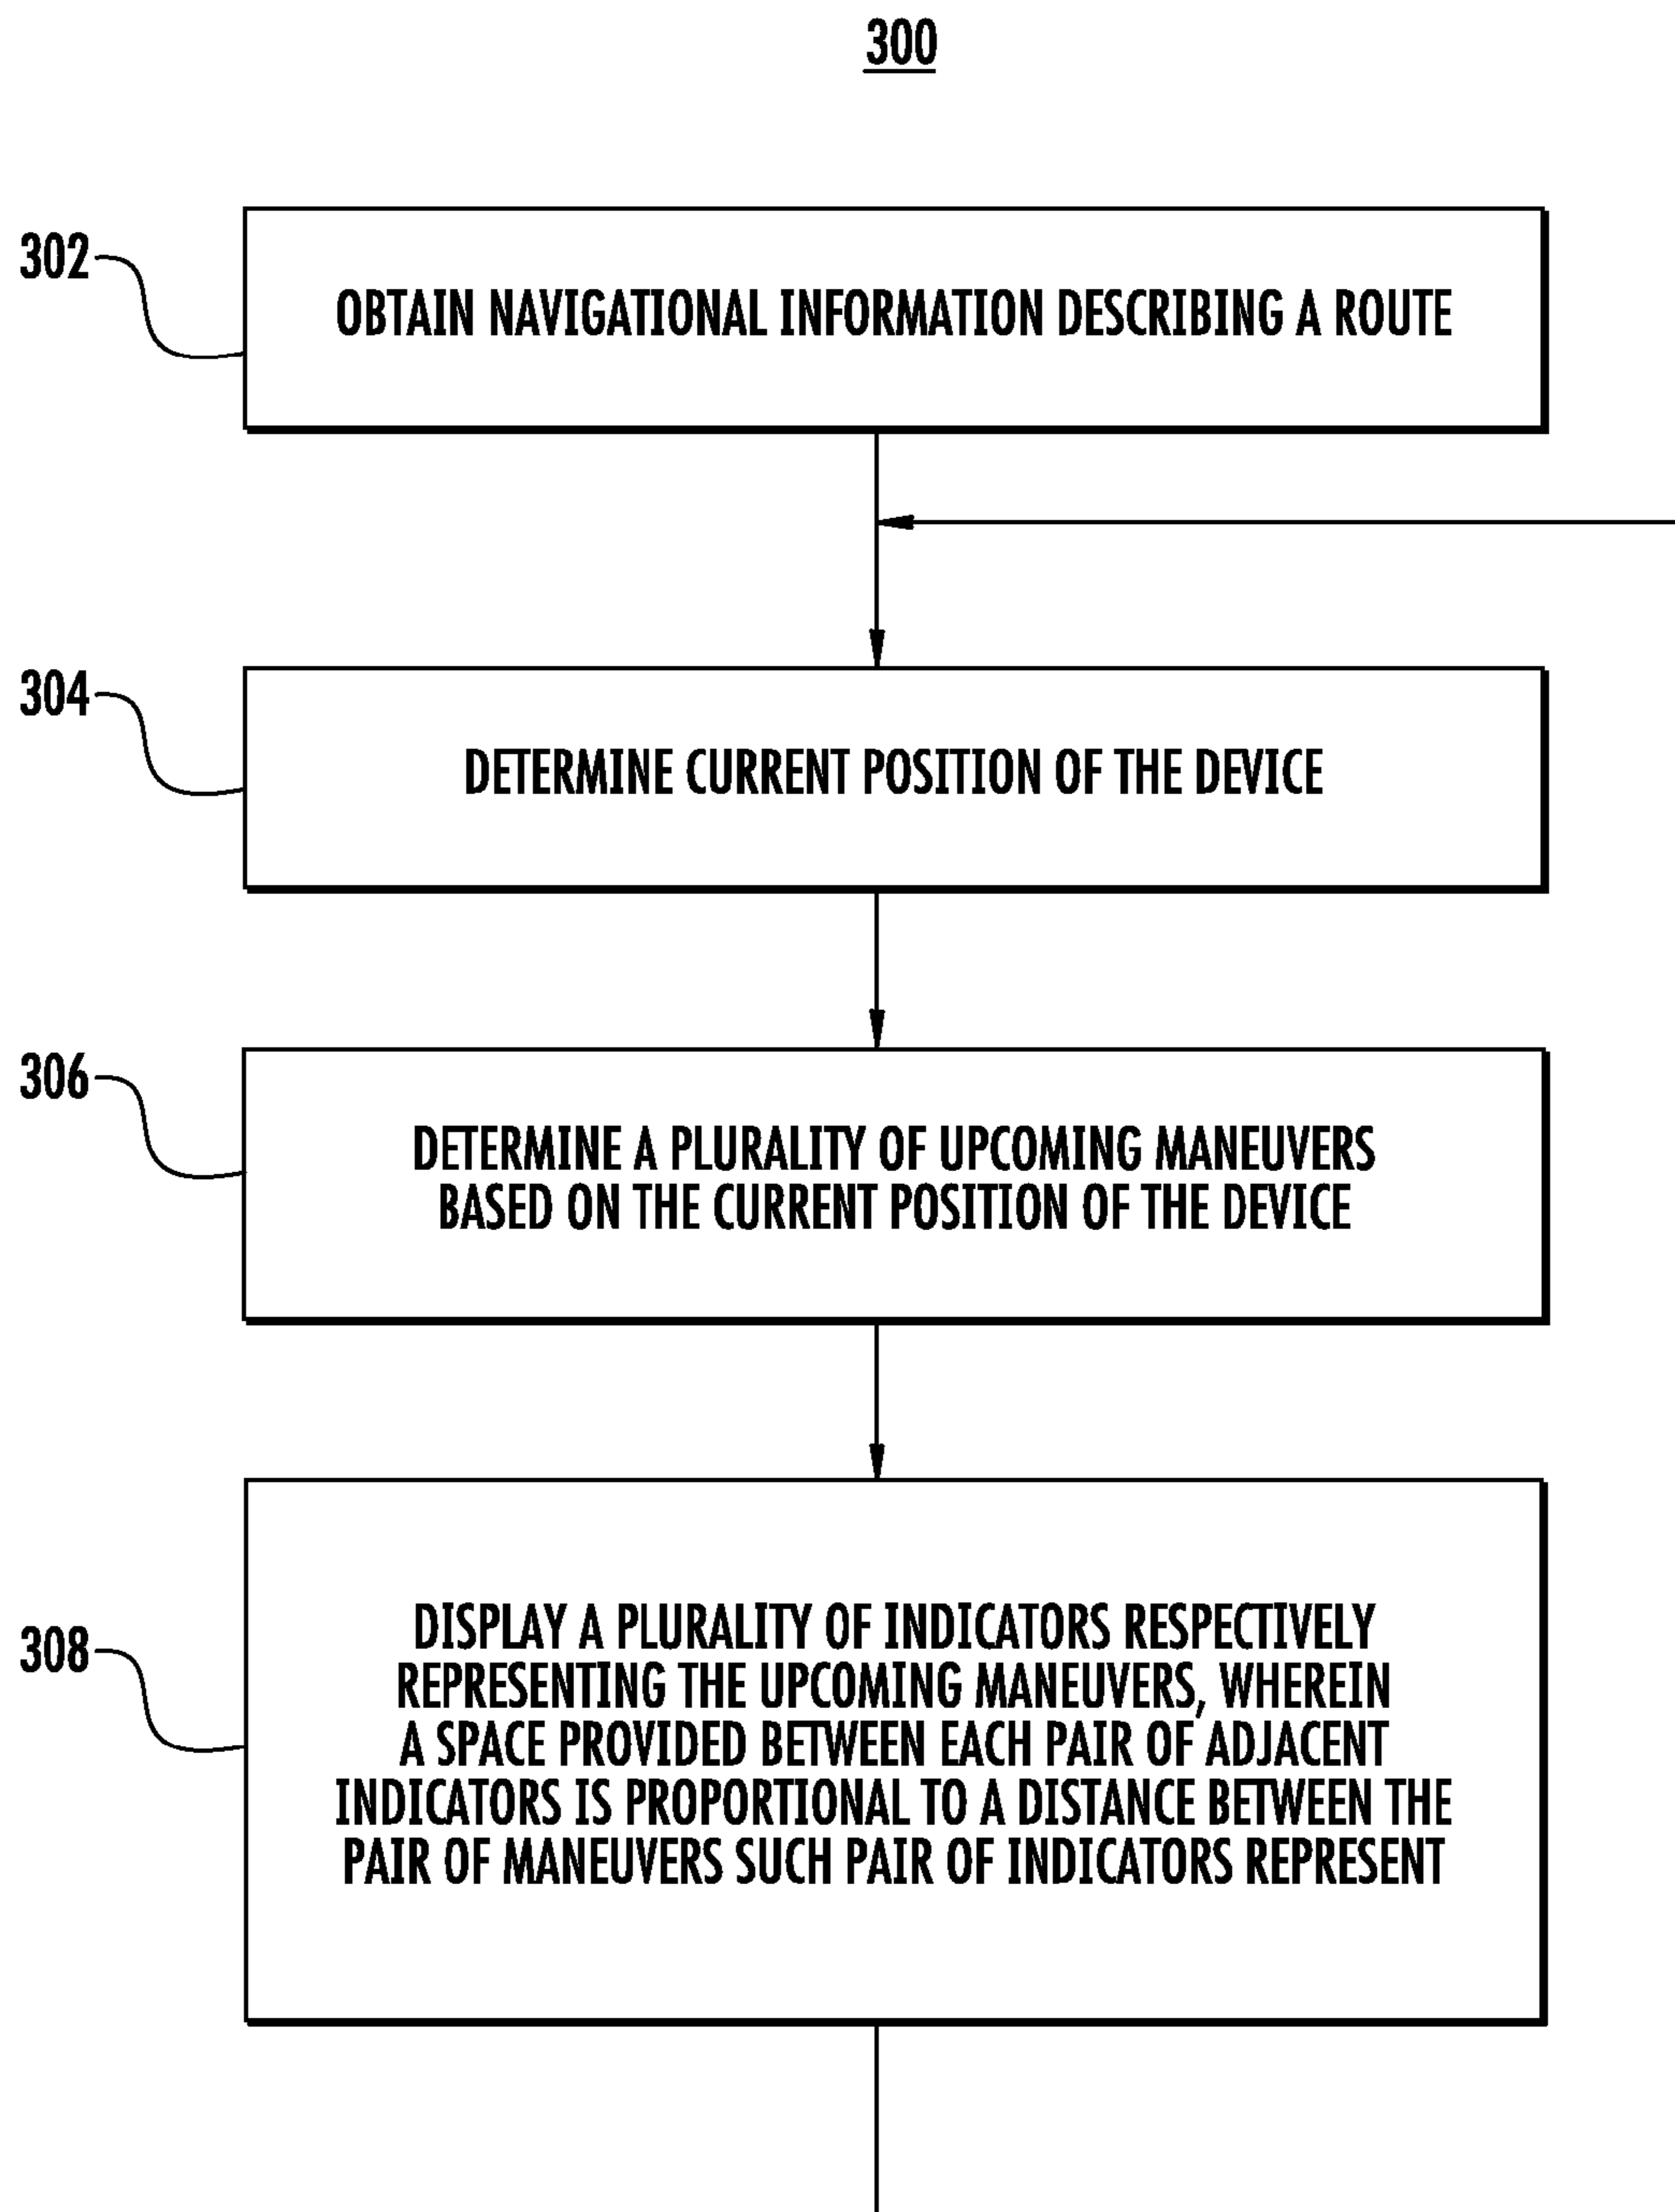 300
302
OBTAIN NAVIGATIONAL INFORMATION DESCRIBING A ROUTE
304
DETERMINE CURRENT POSITION OF THE DEVICE
306
DETERMINE A PLURALITY OF UPCOMING MANEUVERS
BASED ON THE CURRENT POSITION OF THE DEVICE
308
DISPLAY A PLURALITY OF INDICATORS RESPECTIVELY
REPRESENTING THE UPCOMING MANEUVERS, WHEREIN
A SPACE PROVIDED BETWEEN EACH PAIR OF ADJACENT
INDICATORS IS PROPORTIONAL TO A DISTANCE BETWEEN THE
PAIR OF MANEUVERS SUCH PAIR OF INDICATORS REPRESENT